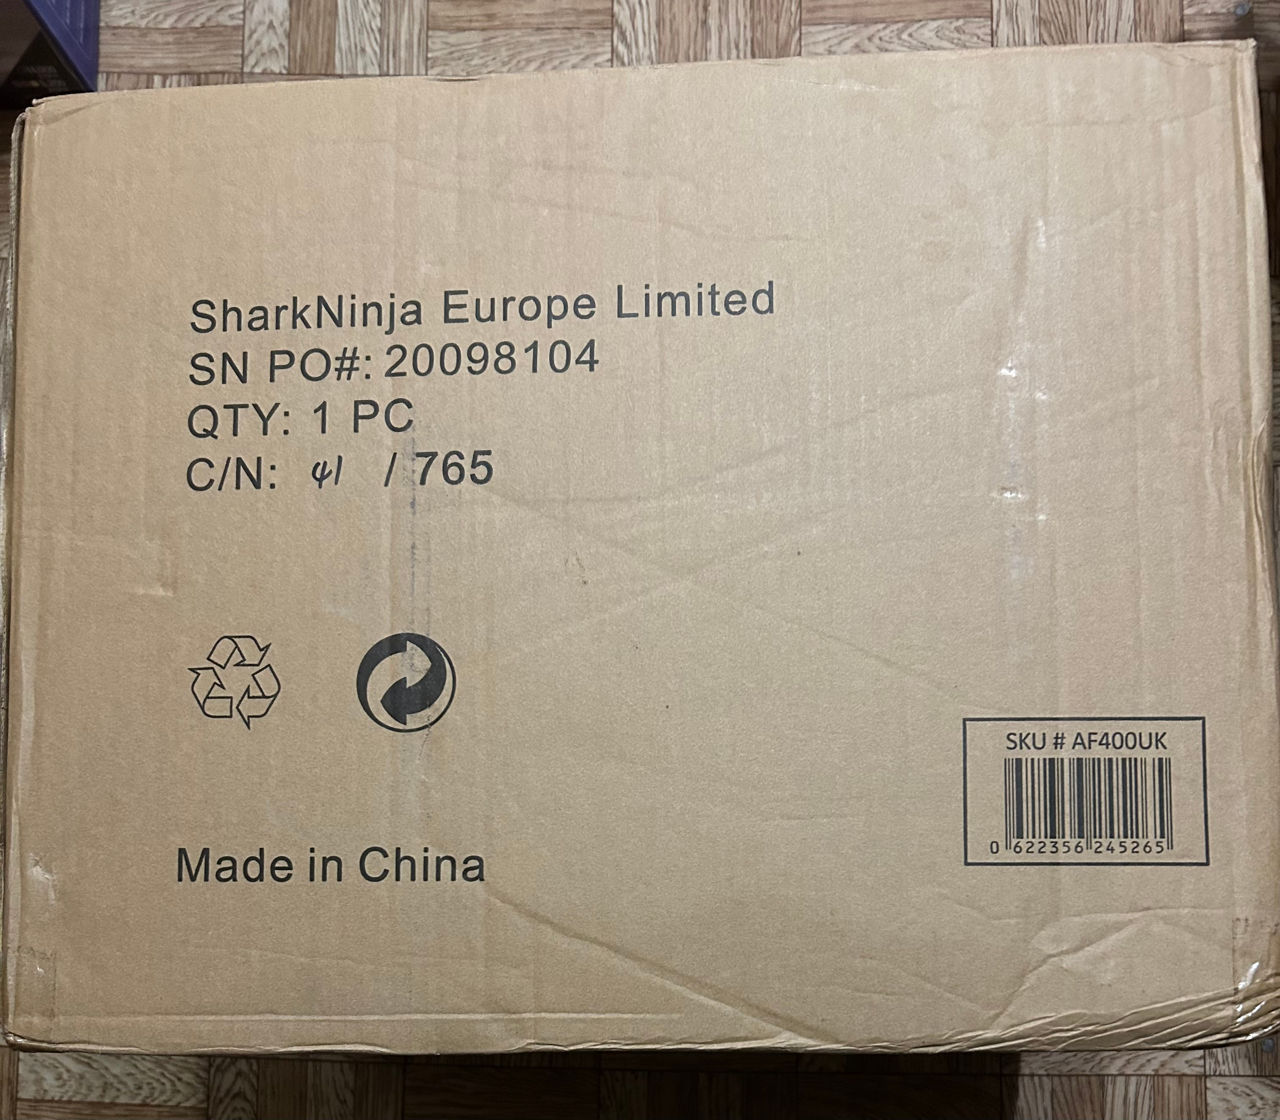 SharkNinja Europe Limited
SN PO#: 20098104
QTY: 1 PC
C/N: 41 / 765
SKU # AF400UK
0 622356 245265
Made in China